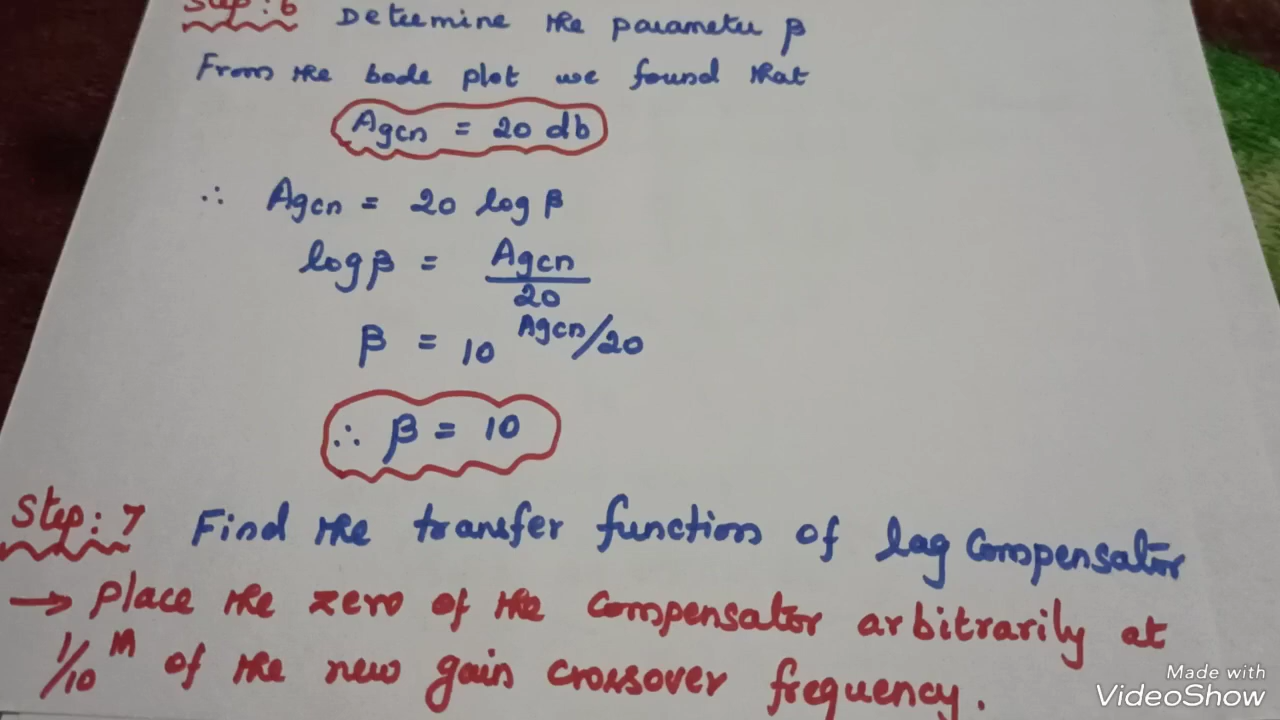 Step: 6 Determine the parameter β
From the bode plot we found that
Agcn = 20 db
∴ Agcn = 20 log β
log β = Agcn / 20
β = 10^Agcn/20
∴ β = 10
Step: 7 Find the transfer function of lag compensator
→ Place the zero of the compensator arbitrarily at
1/10th of the new gain crossover frequency.
Made with
VideoShow